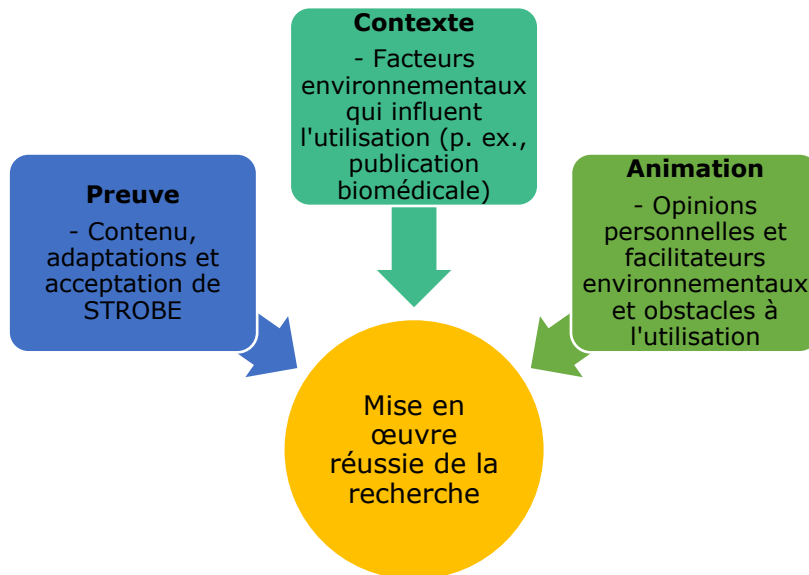 Contexte
- Facteurs
environnementaux
qui influent
l'utilisation (p. ex.,
publication
biomédicale)
Preuve
- Contenu,
adaptations et
acceptation de
STROBE
Animation
- Opinions
personnelles et
facilitateurs
environnementaux
et obstacles à
l'utilisation
Mise en
œuvre
réussie de la
recherche